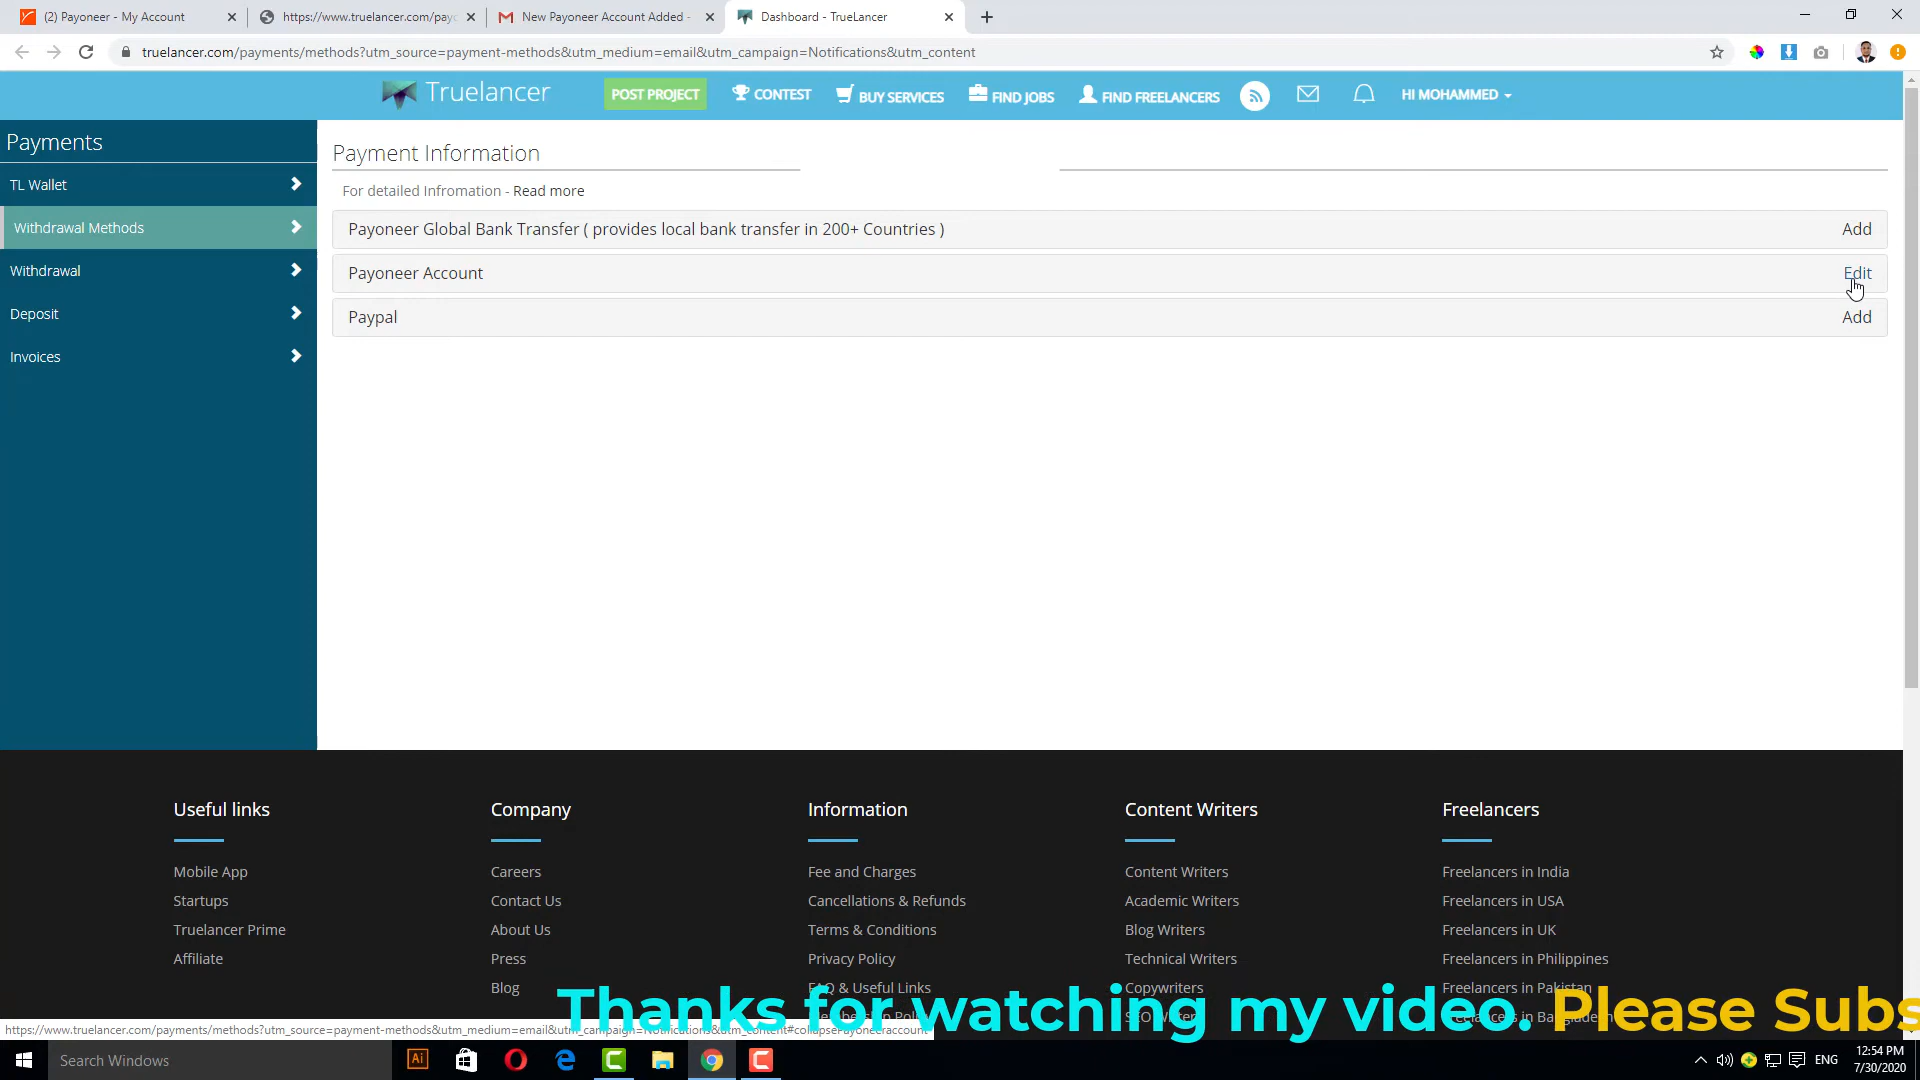 (2) Payoneer - My Account
https://www.truelancer.com/payc
New Payoneer Account Added -
Dashboard - TrueLancer
truelancer.com/payments/methods?utm_source=payment-methods&utm_medium=email&utm_campaign=Notifications&utm_content
Truelancer
POST PROJECT
CONTEST
BUY SERVICES
FIND JOBS
FIND FREELANCERS
HI MOHAMMED
Payments
TL Wallet
Withdrawal Methods
Withdrawal
Deposit
Invoices
Payment Information
For detailed Infromation - Read more
Payoneer Global Bank Transfer ( provides local bank transfer in 200+ Countries ) Add
Payoneer Account Edit
Paypal Add
Useful links
Mobile App
Startups
Truelancer Prime
Affiliate
Company
Careers
Contact Us
About Us
Press
Blog
Information
Fee and Charges
Cancellations & Refunds
Terms & Conditions
Privacy Policy
FAQ & Useful Links
Content Writers
Content Writers
Academic Writers
Blog Writers
Technical Writers
Copywriters
Freelancers
Freelancers in India
Freelancers in USA
Freelancers in UK
Freelancers in Philippines
Freelancers in Pakistan
Thanks for watching my video. Please Subs
https://www.truelancer.com/payments/methods?utm_source=payment-methods&utm_medium=email&utm_campaign=Notifications&utm_content#collapsePayoneeraccount
Search Windows
ENG
12:54 PM
7/30/2020